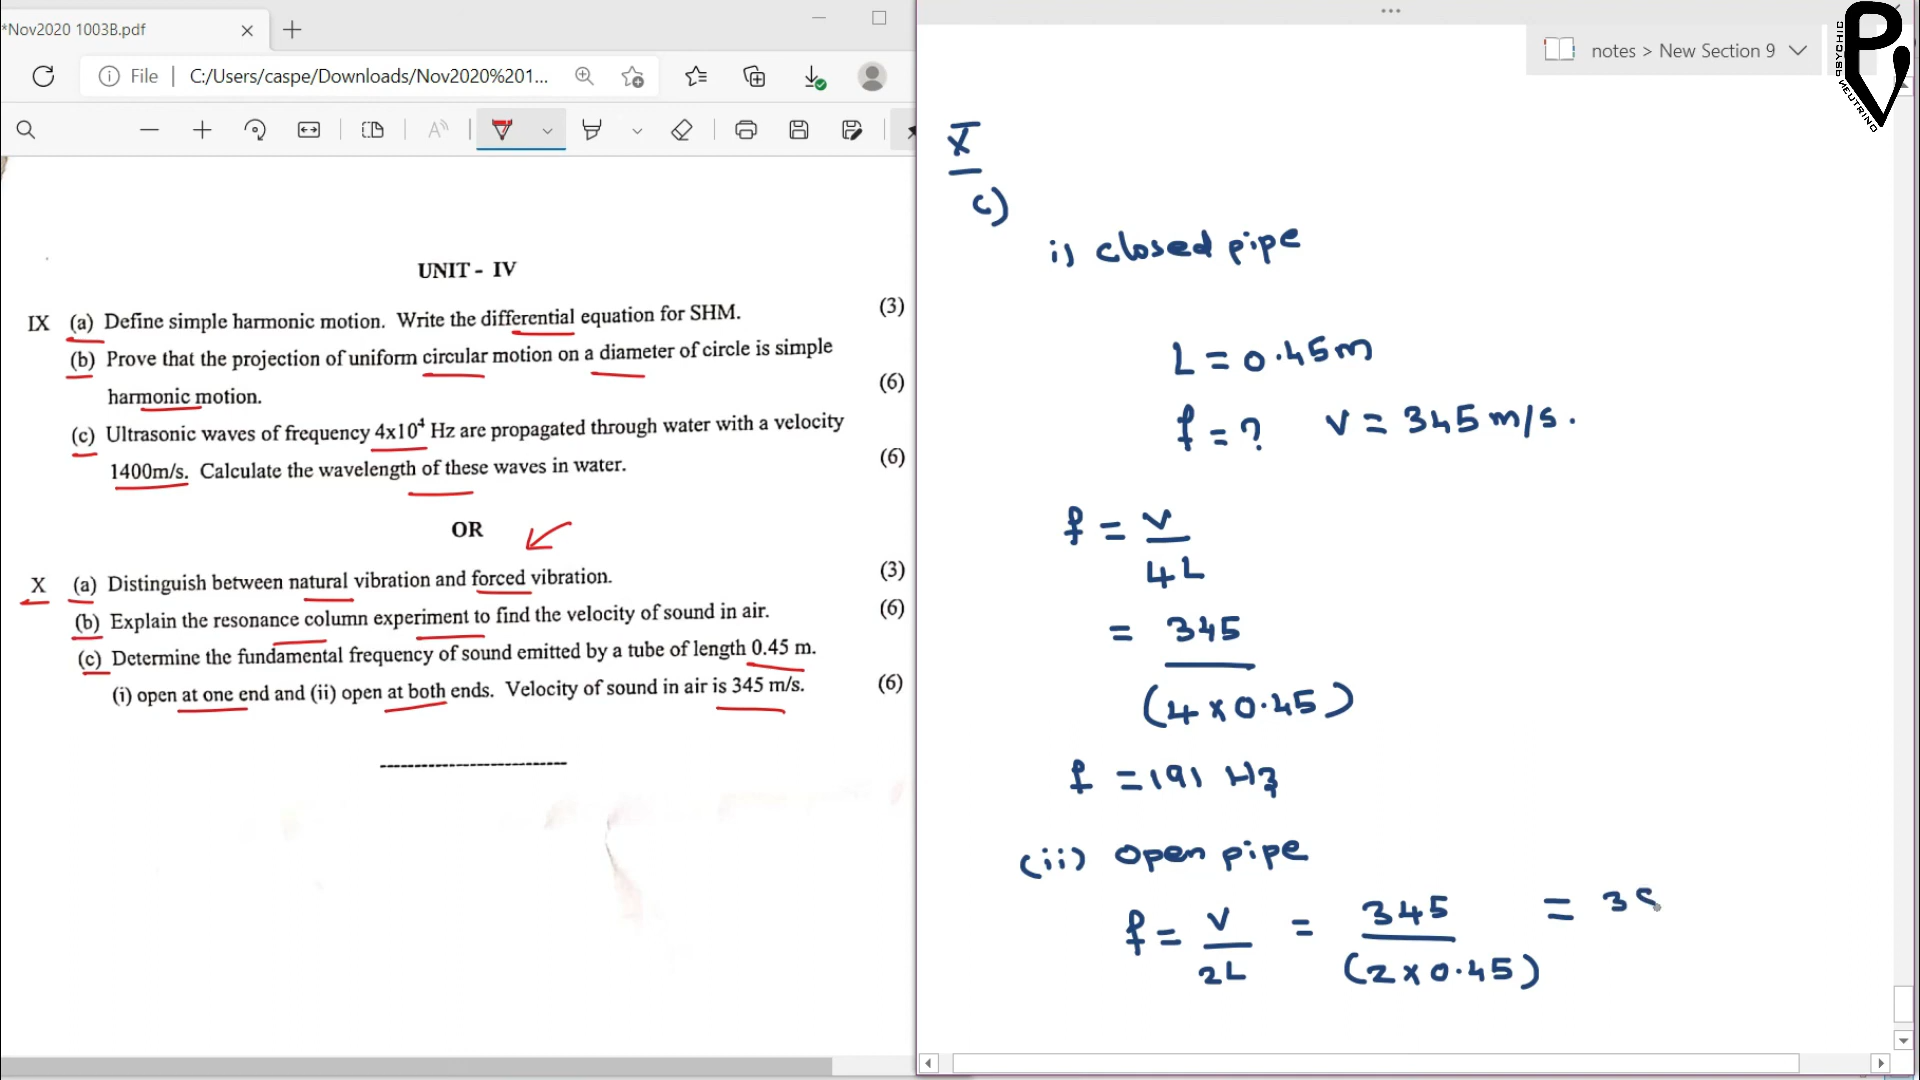 *Nov2020 1003B.pdf
File | C:/Users/caspe/Downloads/Nov2020%201...
notes > New Section 9
PSYCHIC
NEUTRINO
UNIT - IV
IX (a) Define simple harmonic motion. Write the differential equation for SHM. (3)
(b) Prove that the projection of uniform circular motion on a diameter of circle is simple
harmonic motion. (6)
(c) Ultrasonic waves of frequency 4x10⁴ Hz are propagated through water with a velocity
1400m/s. Calculate the wavelength of these waves in water. (6)
OR
X (a) Distinguish between natural vibration and forced vibration. (3)
(b) Explain the resonance column experiment to find the velocity of sound in air. (6)
(c) Determine the fundamental frequency of sound emitted by a tube of length 0.45 m.
(i) open at one end and (ii) open at both ends. Velocity of sound in air is 345 m/s. (6)
X
c)
i) closed pipe
L = 0.45m
f = ? v = 345 m/s.
f = v
4L
= 345
(4 x 0.45)
f = 191 Hz
(ii) open pipe
f = v = 345 = 38
2L (2 x 0.45)